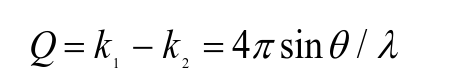 Q = k₁ − k₂ = 4π sin θ / λ